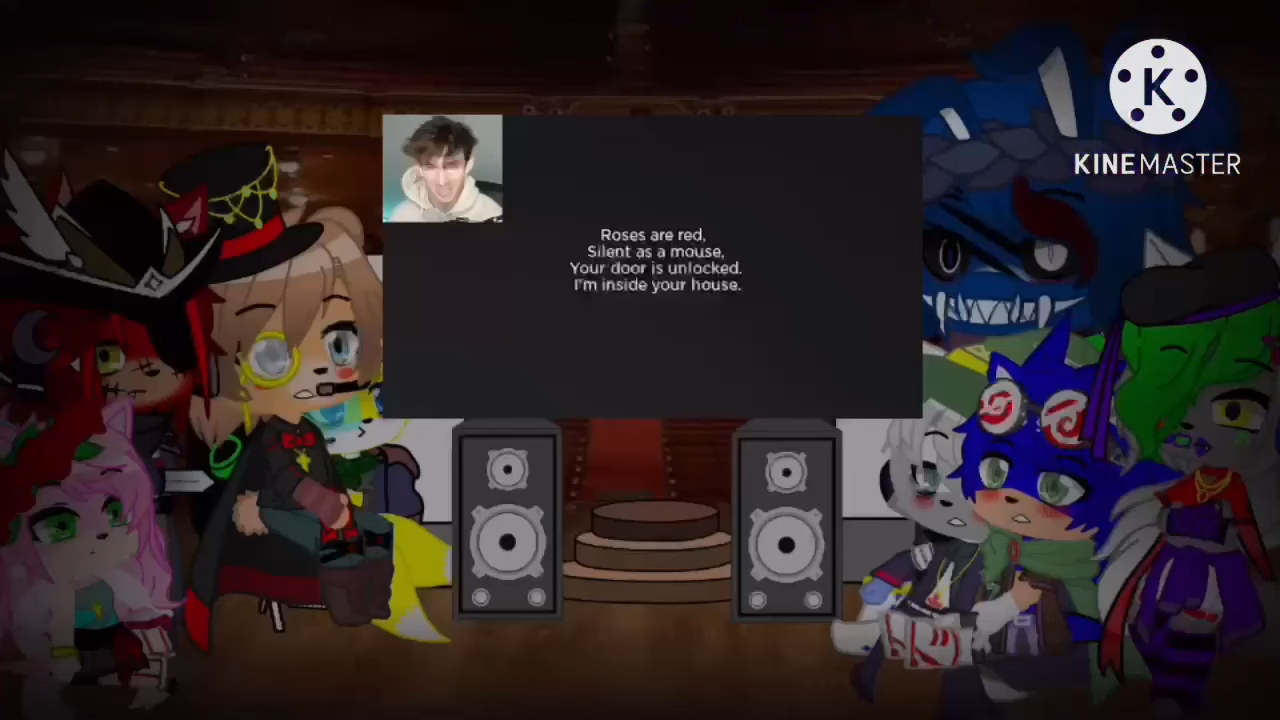 Roses are red,
Silent as a mouse,
Your door is unlocked.
I'm inside your house.
K
KINEMASTER